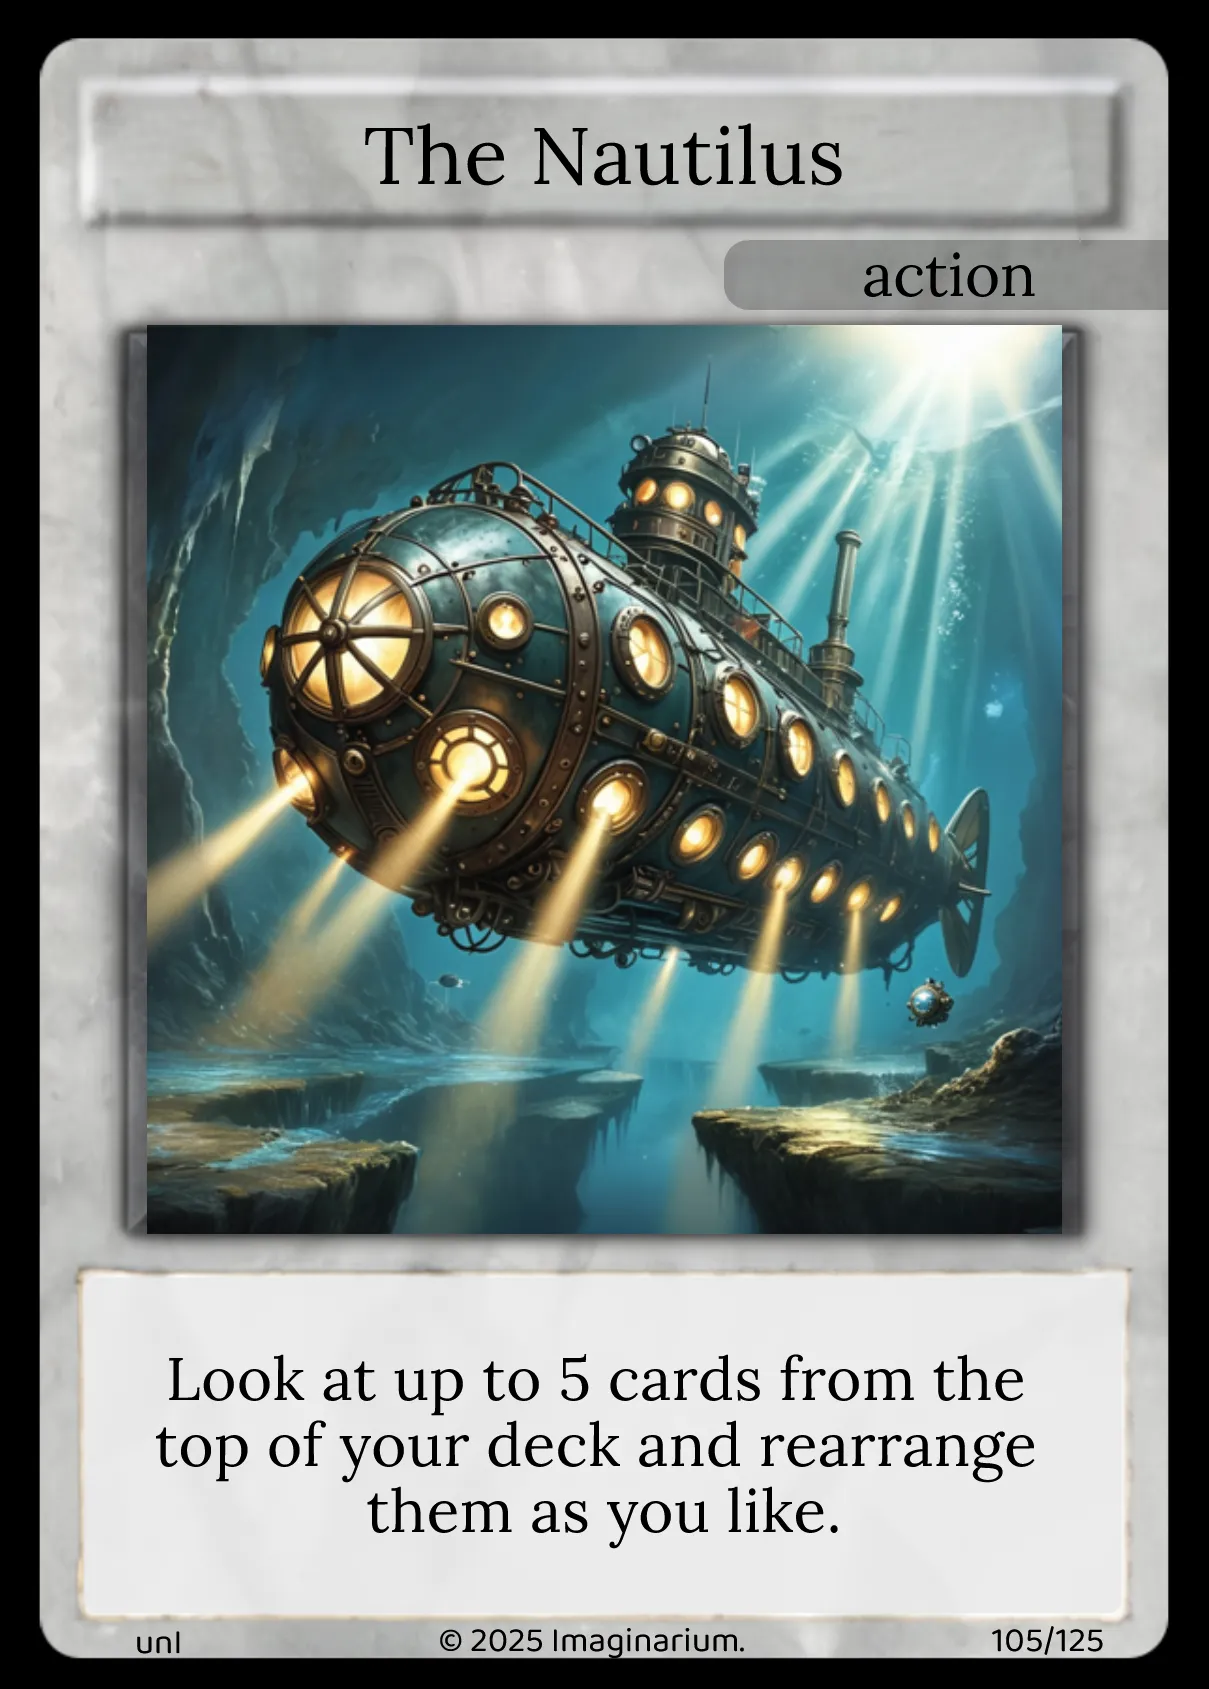 The Nautilus
action
Look at up to 5 cards from the
top of your deck and rearrange
them as you like.
unl
© 2025 Imaginarium.
105/125